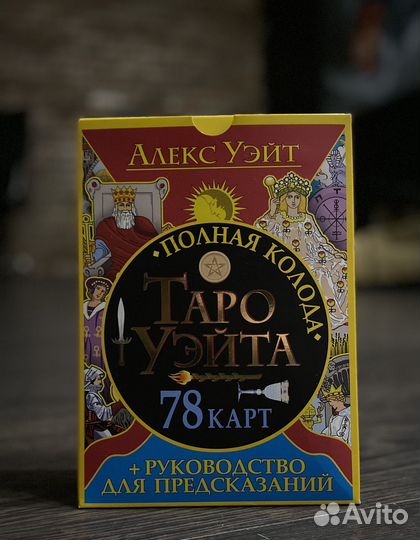 АЛЕКС УЭЙТ
• ПОЛНАЯ КОЛОДА •
ТАРО
УЭЙТА
78 КАРТ
+ РУКОВОДСТВО
ДЛЯ ПРЕДСКАЗАНИЙ
Avito